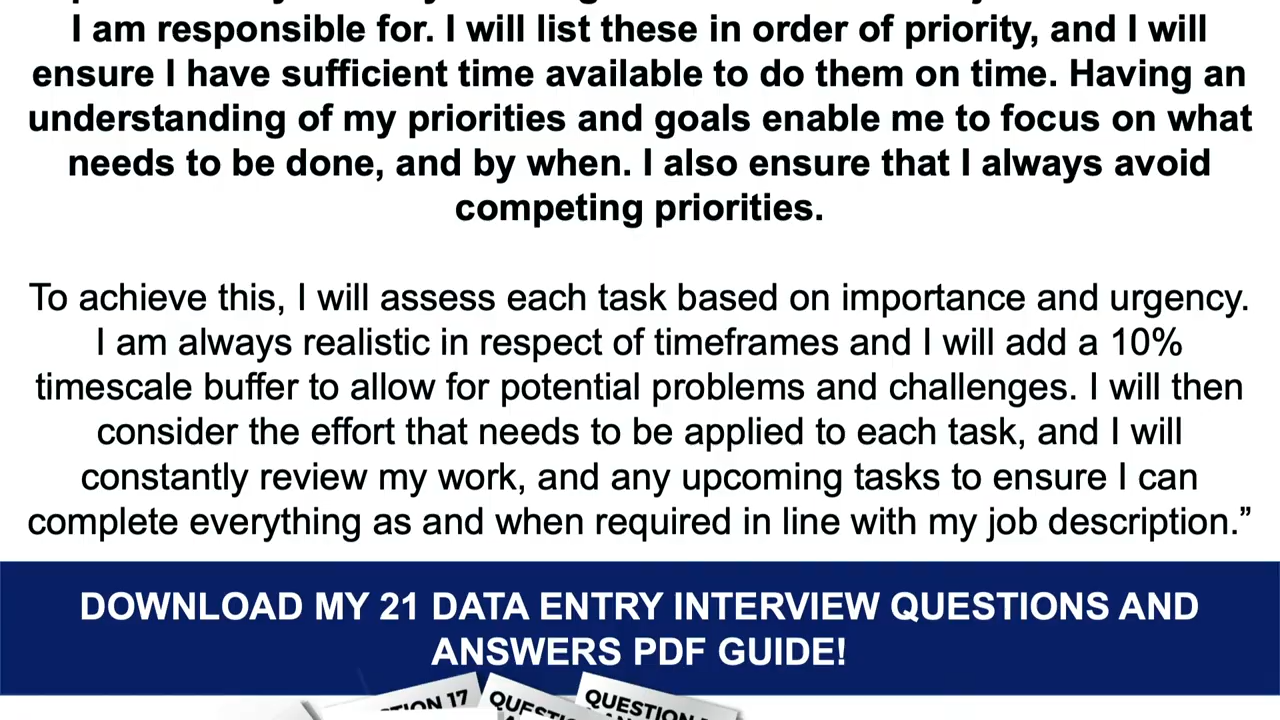 I am responsible for. I will list these in order of priority, and I will
ensure I have sufficient time available to do them on time. Having an
understanding of my priorities and goals enable me to focus on what
needs to be done, and by when. I also ensure that I always avoid
competing priorities.
To achieve this, I will assess each task based on importance and urgency.
I am always realistic in respect of timeframes and I will add a 10%
timescale buffer to allow for potential problems and challenges. I will then
consider the effort that needs to be applied to each task, and I will
constantly review my work, and any upcoming tasks to ensure I can
complete everything as and when required in line with my job description.”
DOWNLOAD MY 21 DATA ENTRY INTERVIEW QUESTIONS AND
ANSWERS PDF GUIDE!
17
QUESTION